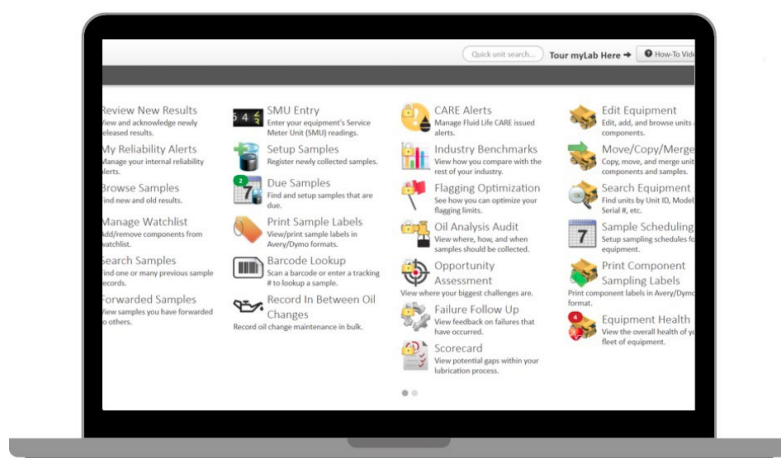 Quick unit search...
Tour myLab Here ➔
How-To Vide
Review New Results
View and acknowledge newly
released results.
My Reliability Alerts
Manage your internal reliability
alerts.
Browse Samples
Find new and old results.
Manage Watchlist
Add/remove components from
watchlist.
Search Samples
Find one or many previous sample
records.
Forwarded Samples
View samples you have forwarded
to others.
SMU Entry
Enter your equipment's Service
Meter Unit (SMU) readings.
Setup Samples
Register newly collected samples.
2
7
Due Samples
Find and setup samples that are
due.
Print Sample Labels
View/print sample labels in
Avery/Dymo formats.
Barcode Lookup
Scan a barcode or enter a tracking
# to lookup a sample.
Record In Between Oil
Changes
Record oil change maintenance in bulk.
CARE Alerts
Manage Fluid Life CARE issued
alerts.
Industry Benchmarks
View how you compare with the
rest of your industry.
Flagging Optimization
See how you can optimize your
flagging limits.
Oil Analysis Audit
View where, how, and when
samples should be collected.
Opportunity
Assessment
View where your biggest challenges are.
Failure Follow Up
View feedback on failures that
have occurred.
Scorecard
View potential gaps within your
lubrication process.
Edit Equipment
Edit, add, and browse units
components.
Move/Copy/Merge
Copy, move, and merge unit
components and samples.
Search Equipment
Find units by Unit ID, Model
Serial #, etc.
7
Sample Scheduling
Setup sampling schedules fo
equipment.
Print Component
Sampling Labels
Print component labels in Avery/Dymo
format.
4
Equipment Health
View the overall health of yo
fleet of equipment.